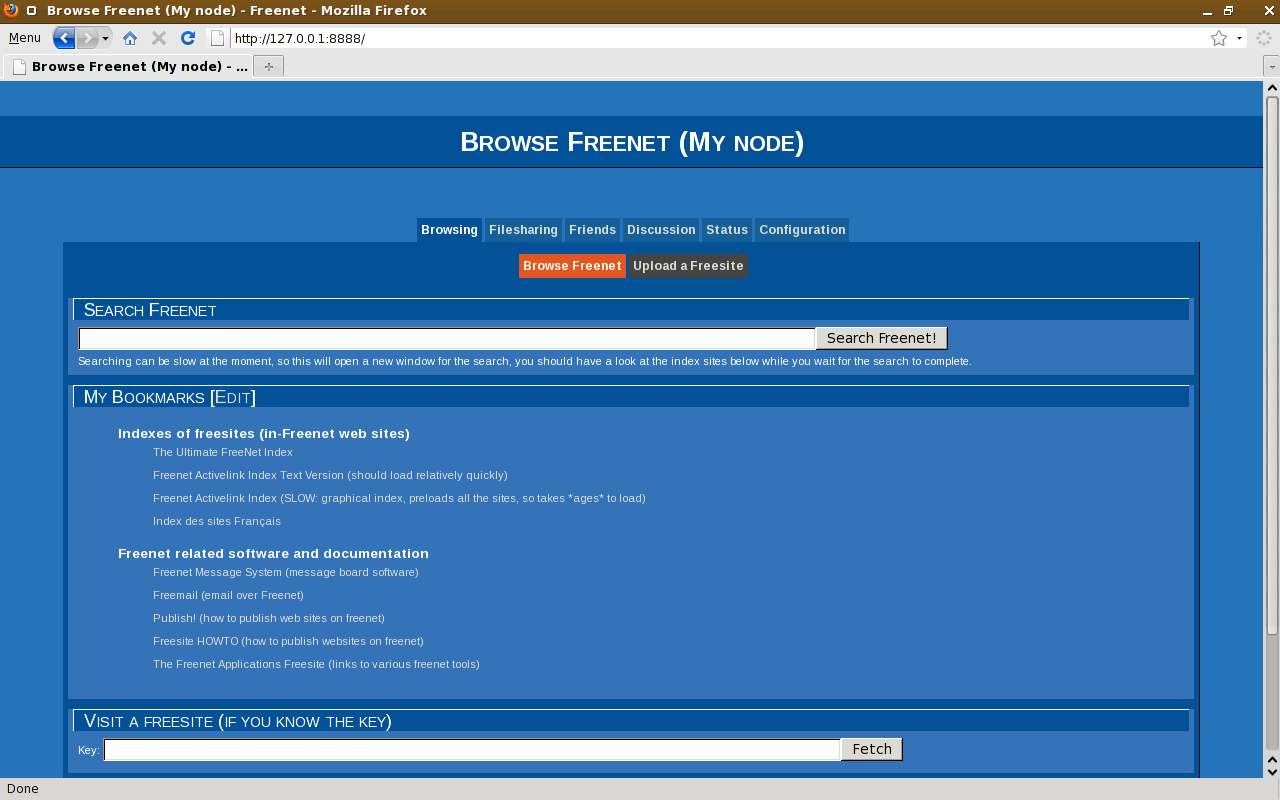 Browse Freenet (My node) - Freenet - Mozilla Firefox
Menu
http://127.0.0.1:8888/
Browse Freenet (My node) - ...
Browse Freenet (My node)
Browsing Filesharing Friends Discussion Status Configuration
Browse Freenet Upload a Freesite
Search Freenet
Search Freenet!
Searching can be slow at the moment, so this will open a new window for the search, you should have a look at the index sites below while you wait for the search to complete.
My Bookmarks [Edit]
Indexes of freesites (in-Freenet web sites)
The Ultimate FreeNet Index
Freenet Activelink Index Text Version (should load relatively quickly)
Freenet Activelink Index (SLOW: graphical index, preloads all the sites, so takes *ages* to load)
Index des sites Français
Freenet related software and documentation
Freenet Message System (message board software)
Freemail (email over Freenet)
Publish! (how to publish web sites on freenet)
Freesite HOWTO (how to publish websites on freenet)
The Freenet Applications Freesite (links to various freenet tools)
Visit a freesite (if you know the key)
Key: Fetch
Done